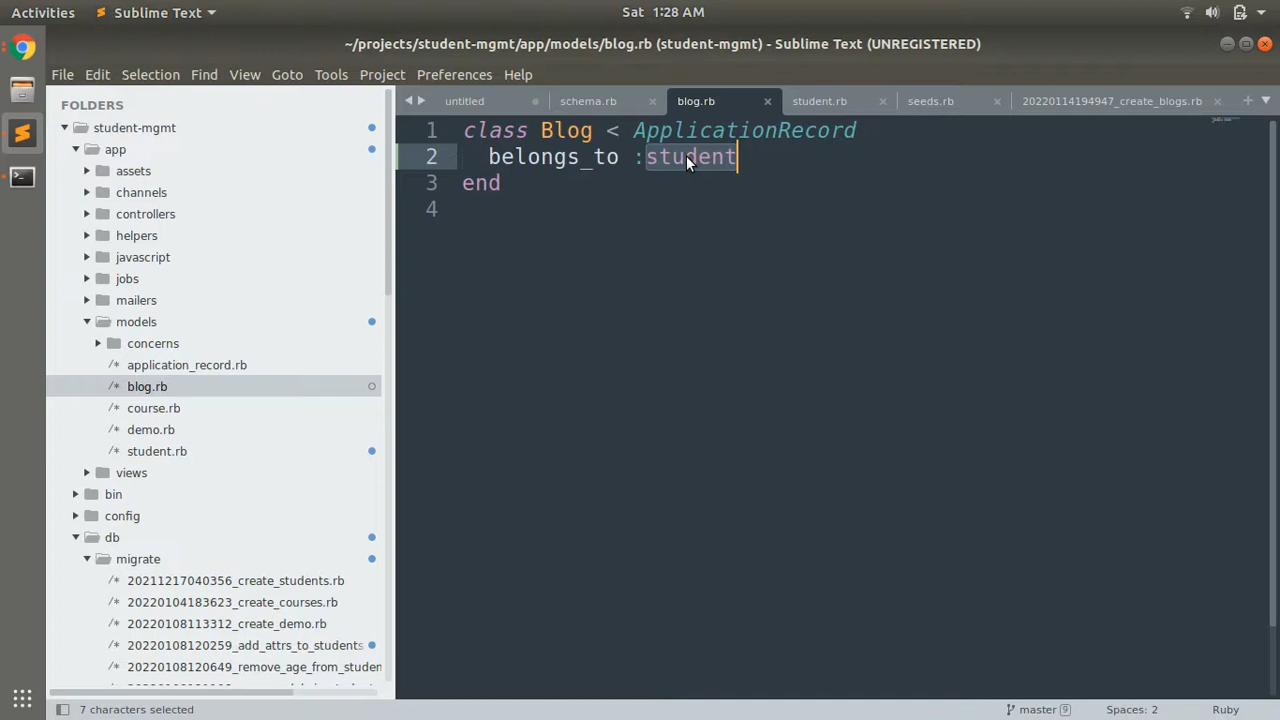 Activities
Sublime Text
Sat 1:28 AM
~/projects/student-mgmt/app/models/blog.rb (student-mgmt) - Sublime Text (UNREGISTERED)
File Edit Selection Find View Goto Tools Project Preferences Help
FOLDERS
student-mgmt
app
assets
channels
controllers
helpers
javascript
jobs
mailers
models
concerns
/* application_record.rb
/* blog.rb
/* course.rb
/* demo.rb
/* student.rb
views
bin
config
db
migrate
/* 20211217040356_create_students.rb
/* 20220104183623_create_courses.rb
/* 20220108113312_create_demo.rb
/* 20220108120259_add_attrs_to_students
/* 20220108120649_remove_age_from_studen
untitled
schema.rb
blog.rb
student.rb
seeds.rb
20220114194947_create_blogs.rb
1 class Blog < ApplicationRecord
2 belongs_to :student
3 end
4
7 characters selected
master 9
Spaces: 2
Ruby